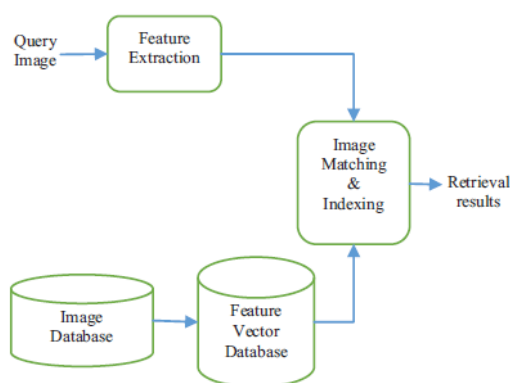 Query
Image
Feature
Extraction
Image
Matching
&
Indexing
Retrieval
results
Image
Database
Feature
Vector
Database